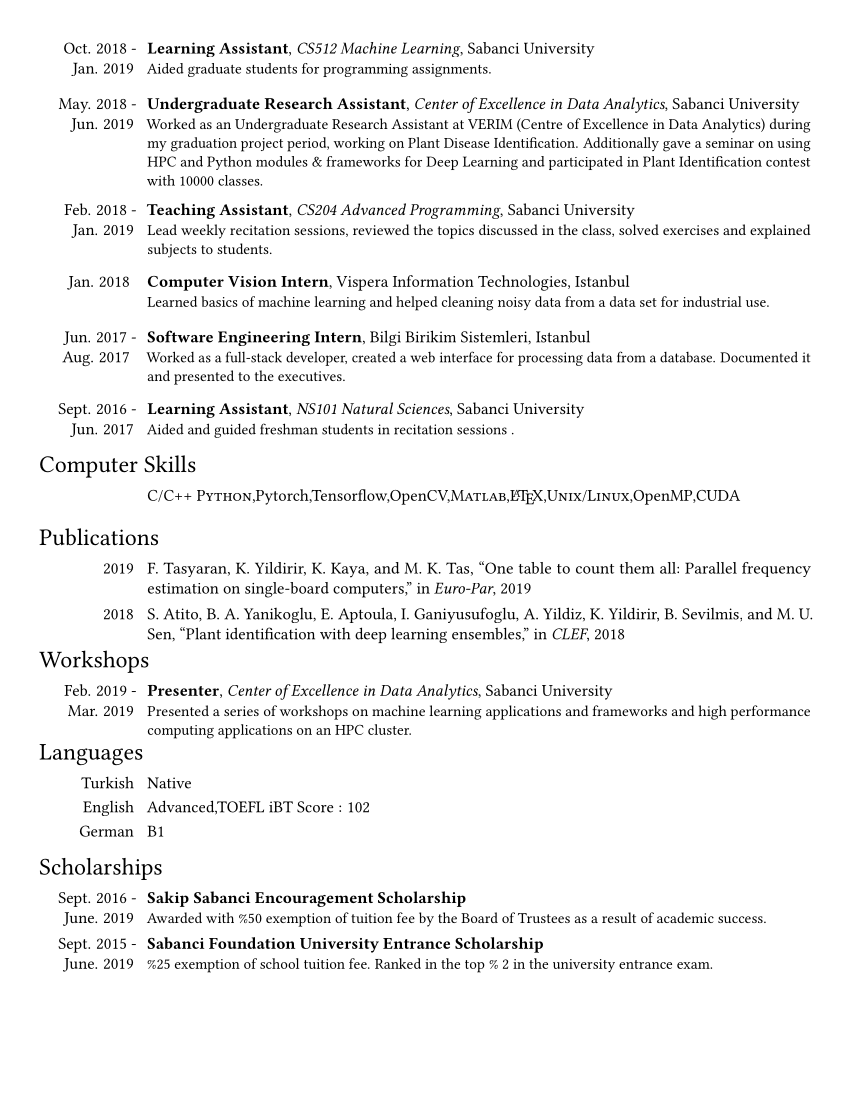 Oct. 2018 - Learning Assistant, CS512 Machine Learning, Sabanci University
Jan. 2019 Aided graduate students for programming assignments.
May. 2018 - Undergraduate Research Assistant, Center of Excellence in Data Analytics, Sabanci University
Jun. 2019 Worked as an Undergraduate Research Assistant at VERIM (Centre of Excellence in Data Analytics) during
my graduation project period, working on Plant Disease Identification. Additionally gave a seminar on using
HPC and Python modules & frameworks for Deep Learning and participated in Plant Identification contest
with 10000 classes.
Feb. 2018 - Teaching Assistant, CS204 Advanced Programming, Sabanci University
Jan. 2019 Lead weekly recitation sessions, reviewed the topics discussed in the class, solved exercises and explained
subjects to students.
Jan. 2018 Computer Vision Intern, Vispera Information Technologies, Istanbul
Learned basics of machine learning and helped cleaning noisy data from a data set for industrial use.
Jun. 2017 - Software Engineering Intern, Bilgi Birikim Sistemleri, Istanbul
Aug. 2017 Worked as a full-stack developer, created a web interface for processing data from a database. Documented it
and presented to the executives.
Sept. 2016 - Learning Assistant, NS101 Natural Sciences, Sabanci University
Jun. 2017 Aided and guided freshman students in recitation sessions .
Computer Skills
C/C++ Python,Pytorch,Tensorflow,OpenCV,Matlab,LaTeX,Unix/Linux,OpenMP,CUDA
Publications
2019 F. Tasyaran, K. Yildirir, K. Kaya, and M. K. Tas, “One table to count them all: Parallel frequency
estimation on single-board computers,” in Euro-Par, 2019
2018 S. Atito, B. A. Yanikoglu, E. Aptoula, I. Ganiyusufoglu, A. Yildiz, K. Yildirir, B. Sevilmis, and M. U.
Sen, “Plant identification with deep learning ensembles,” in CLEF, 2018
Workshops
Feb. 2019 - Presenter, Center of Excellence in Data Analytics, Sabanci University
Mar. 2019 Presented a series of workshops on machine learning applications and frameworks and high performance
computing applications on an HPC cluster.
Languages
Turkish Native
English Advanced,TOEFL iBT Score : 102
German B1
Scholarships
Sept. 2016 - Sakip Sabanci Encouragement Scholarship
June. 2019 Awarded with %50 exemption of tuition fee by the Board of Trustees as a result of academic success.
Sept. 2015 - Sabanci Foundation University Entrance Scholarship
June. 2019 %25 exemption of school tuition fee. Ranked in the top % 2 in the university entrance exam.